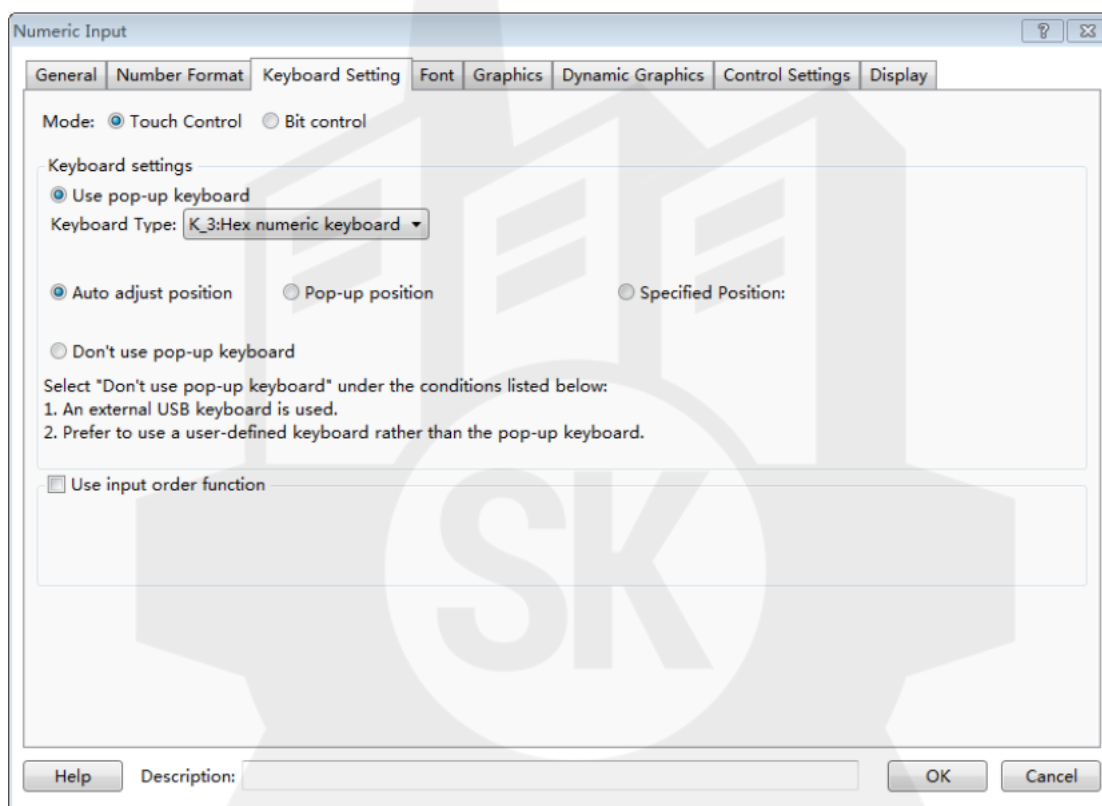 Numeric Input
General Number Format Keyboard Setting Font Graphics Dynamic Graphics Control Settings Display
Mode: Touch Control Bit control
Keyboard settings
Use pop-up keyboard
Keyboard Type: K_3:Hex numeric keyboard
Auto adjust position Pop-up position Specified Position:
Don't use pop-up keyboard
Select "Don't use pop-up keyboard" under the conditions listed below:
1. An external USB keyboard is used.
2. Prefer to use a user-defined keyboard rather than the pop-up keyboard.
Use input order function
SK
Help Description: OK Cancel